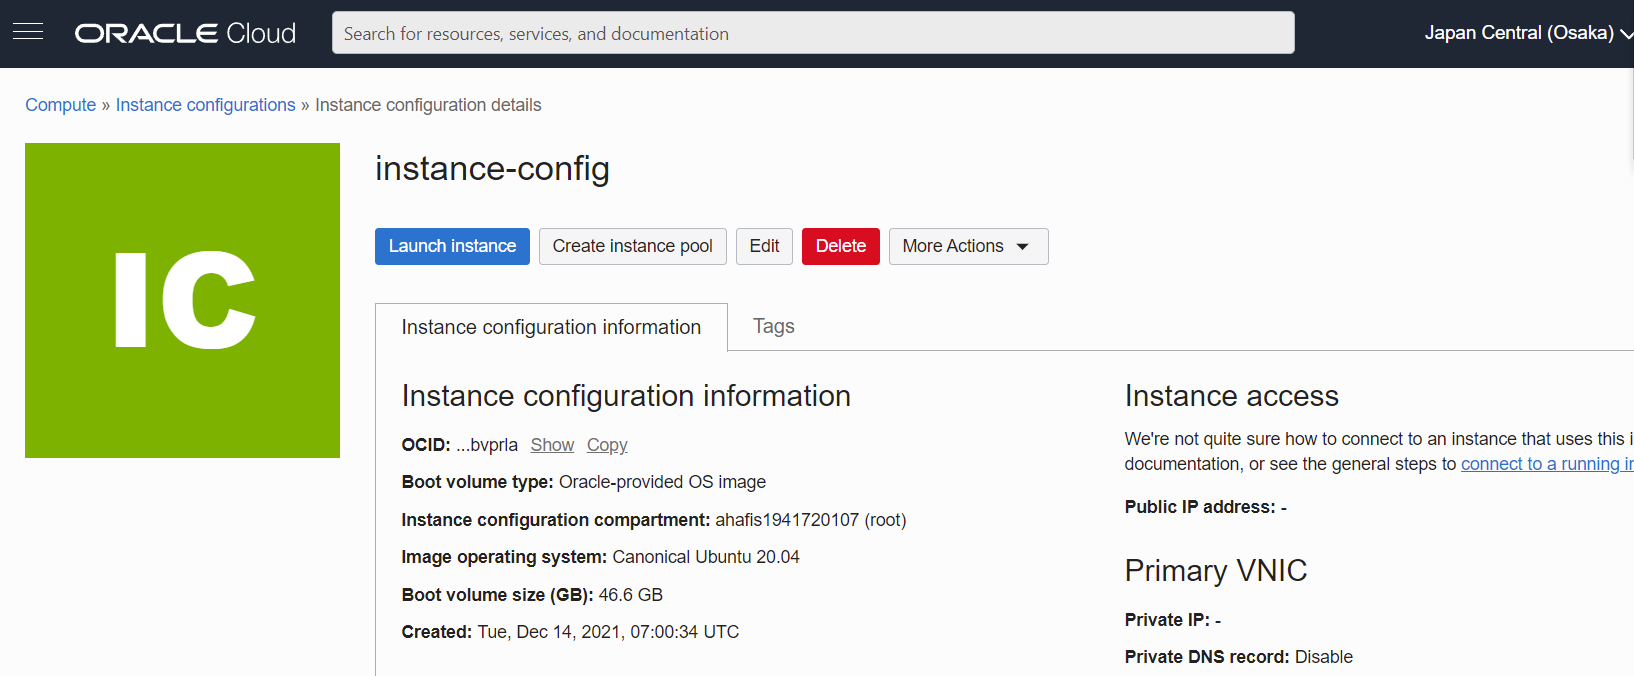 ORACLE Cloud
Search for resources, services, and documentation
Japan Central (Osaka)
Compute » Instance configurations » Instance configuration details
IC
instance-config
Launch instance
Create instance pool
Edit
Delete
More Actions
Instance configuration information
Tags
Instance configuration information
OCID: ...bvprla Show Copy
Boot volume type: Oracle-provided OS image
Instance configuration compartment: ahafis1941720107 (root)
Image operating system: Canonical Ubuntu 20.04
Boot volume size (GB): 46.6 GB
Created: Tue, Dec 14, 2021, 07:00:34 UTC
Instance access
We're not quite sure how to connect to an instance that uses this
documentation, or see the general steps to connect to a running
Public IP address: -
Primary VNIC
Private IP: -
Private DNS record: Disable